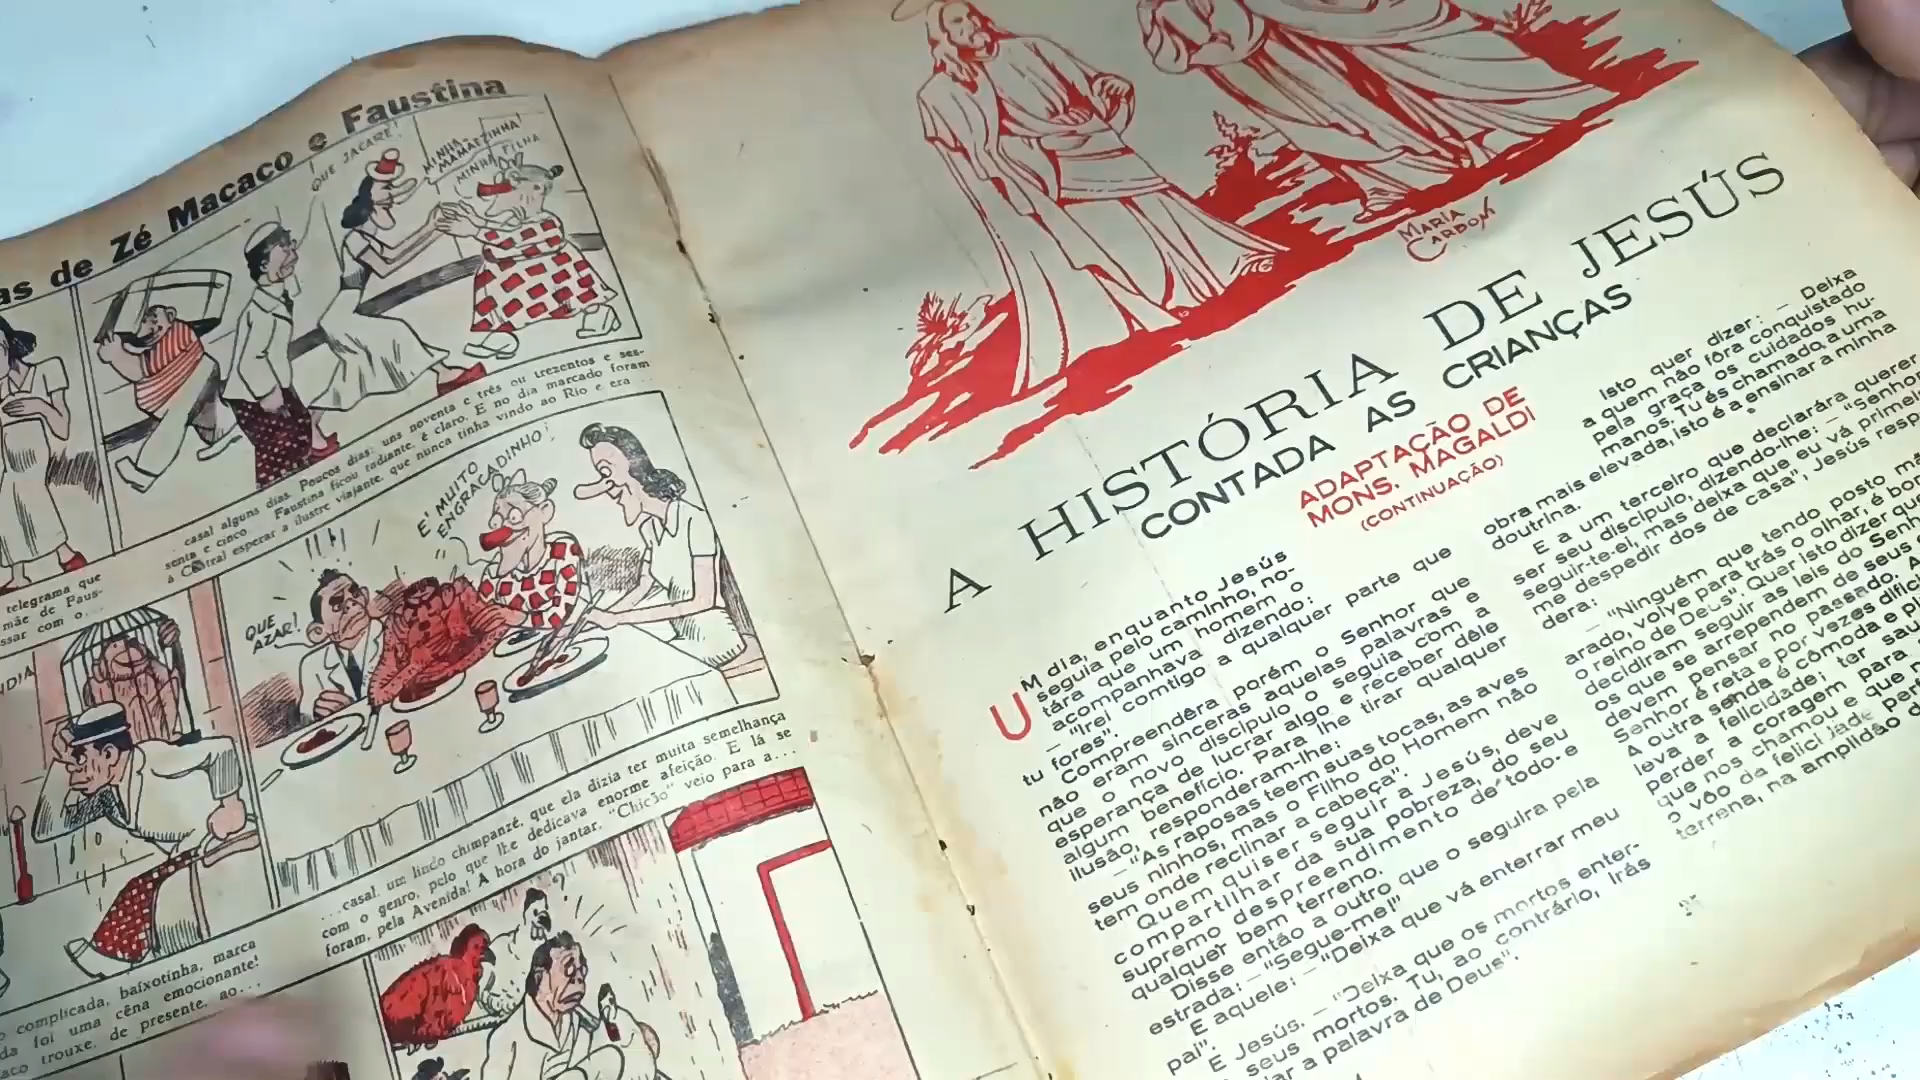 as de Zé Macaco e Faustina
QUE JACARÉ!
MINHA MAMÃEZINHA!
MINHA FILHA
telegrama que
mãe de Faus-
ssar com o...
casal alguns dias. Poucos dias: uns noventa e três ou trezentos e ses-
senta e cinco. Faustina ficou radiante, é claro. E no dia marcado foram
à Central esperar a ilustre viajante, que nunca tinha vindo ao Rio e era
QUE AZAR!
E' MUITO ENGRAÇADINHO!
complicada, baixotinha, marca
foi uma cêna emocionante!
trouxe, de presente, ao...
...casal, um lindo chimpanzé, que ela dizia ter muita semelhança
com o genro, pelo que lhe dedicava enorme afeição. E lá se
foram, pela Avenida! A hora do jantar, "Chicão" veio para a...
?
MARIA
CARDONI
A HISTÓRIA DE JESÚS
CONTADA AS CRIANÇAS
ADAPTAÇÃO DE
MONS. MAGALDI
(CONTINUAÇÃO)
UM dia, enquanto Jesús
seguia pelo caminho, no-
tára que um homem o
acompanhava dizendo:
— "Irei comtigo a qualquer parte que
tu fores".
Compreendêra porém o Senhor que
não eram sinceras aquelas palavras e
que o novo discípulo o seguia com a
esperança de lucrar algo e receber dêle
algum benefício. Para lhe tirar qualquer
ilusão, responderam-lhe:
— "As raposas teem suas tocas, as aves
seus ninhos, mas o Filho do Homem não
tem onde reclinar a cabeça".
Quem quiser seguir a Jesús, deve
compartilhar da sua pobreza, do seu
supremo despreendimento de todo e
qualquer bem terreno.
Disse então a outro que o seguira pela
estrada: — "Segue-me!"
E aquele: — "Deixa que vá enterrar meu
pai".
E Jesús. — "Deixa que os mortos enter-
seus mortos. Tu, ao contrário, irás
a palavra de Deus".
Isto quer dizer: — Deixa
a quem não fôra conquistado
pela graça, os cuidados hu-
manos; Tu és chamado a uma
obra mais elevada, isto é a ensinar a minha
doutrina.
E a um terceiro que declarára querer
ser seu discípulo, dizendo-lhe: — "Senhor
seguir-te-ei, mas deixa que eu vá primei
me despedir dos de casa", Jesús resp
dera:
— "Ninguém que tendo posto mã
arado, volve para trás o olhar, é bom
o reino de Deus". Quer isto dizer que
decidiram seguir as leis do Senh
os que se arrependem de seus
devem pensar no passado. A
Senhor é reta e por vezes difíci
A outra senda é cômoda e pl
leva a felicidade; ter sau
perder a coragem para
que nos chamou e que n
o vôo da felicidade perf
terrena, na amplidão d